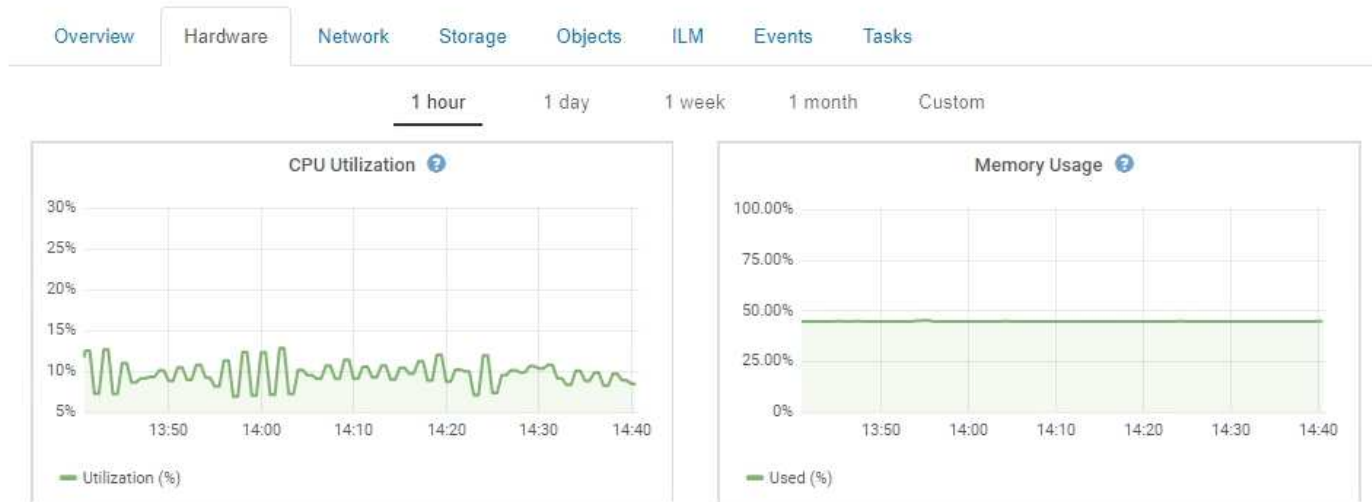 Overview Hardware Network Storage Objects ILM Events Tasks
1 hour 1 day 1 week 1 month Custom
CPU Utilization ?
30%
25%
20%
15%
10%
5%
13:50 14:00 14:10 14:20 14:30 14:40
Utilization (%)
Memory Usage ?
100.00%
75.00%
50.00%
25.00%
0%
13:50 14:00 14:10 14:20 14:30 14:40
Used (%)